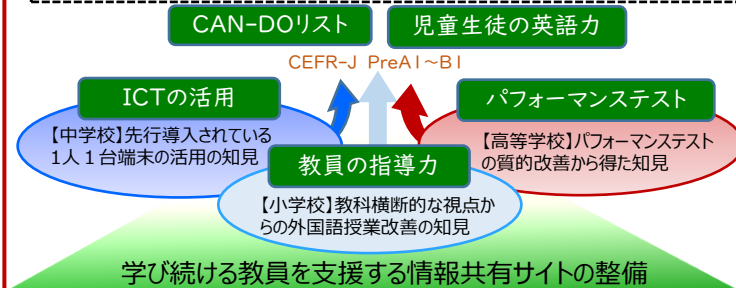 CAN-DOリスト
児童生徒の英語力
CEFR-J PreA1~B1
ICTの活用
【中学校】先行導入されている
1人1台端末の活用の知見
パフォーマンステスト
【高等学校】パフォーマンステスト
の質的改善から得た知見
教員の指導力
【小学校】教科横断的な視点か
らの外国語授業改善の知見
学び続ける教員を支援する情報共有サイトの整備